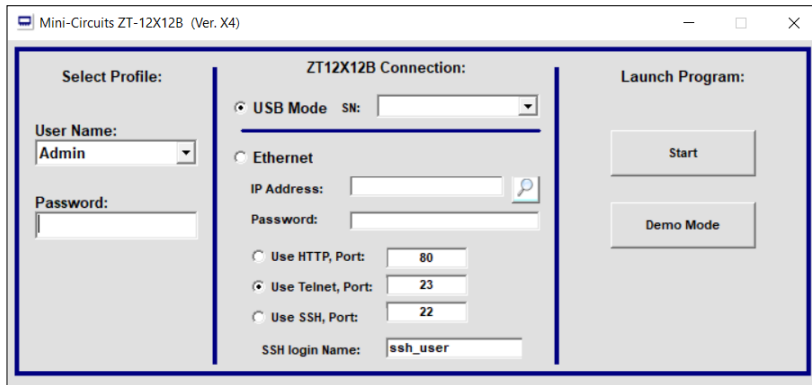 Mini-Circuits ZT-12X12B (Ver. X4)
Select Profile:
User Name:
Admin
Password:
ZT12X12B Connection:
USB Mode SN:
Ethernet
IP Address:
Password:
Use HTTP, Port: 80
Use Telnet, Port: 23
Use SSH, Port: 22
SSH login Name: ssh_user
Launch Program:
Start
Demo Mode